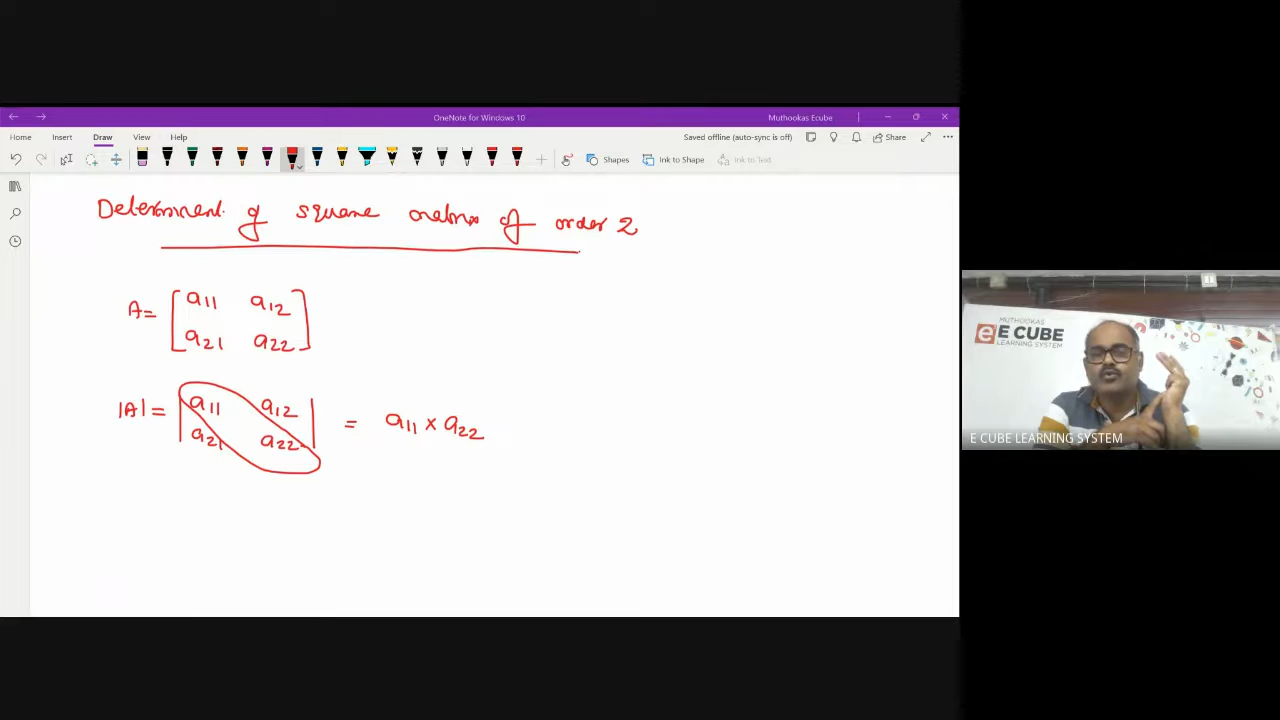 OneNote for Windows 10
Muthookas Ecube
Home Insert Draw View Help
Saved offline (auto-sync is off)
Share
Shapes
Ink to Shape
Ink to Text
Determinant of square matrix of order 2
A= [ a11 a12
a21 a22 ]
|A| = | a11 a12 | = a11 × a22
| a21 a22 |
MUTHOOKAS
e E CUBE
LEARNING SYSTEM
E CUBE LEARNING SYSTEM